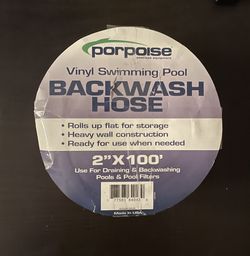 porpoise
Vinyl Swimming Pool
BACKWASH
HOSE
• Rolls up flat for storage
• Heavy wall construction
• Ready for use when needed
2"X100'
Use For Draining & Backwashing
Pools & Pool Filters
Made in USA